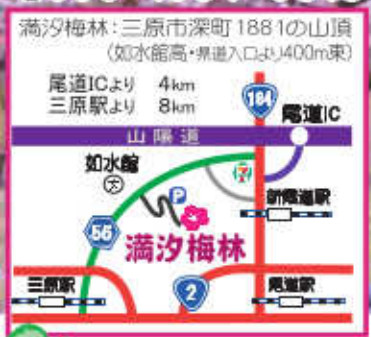 満汐梅林：三原市深町1881の山頂
（如水館高・県道入口より400m東）
尾道ICより 4km
三原駅より 8km
184
尾道IC
山陽道
如水館
文
P
7
新尾道駅
55
満汐梅林
三原駅
2
尾道駅